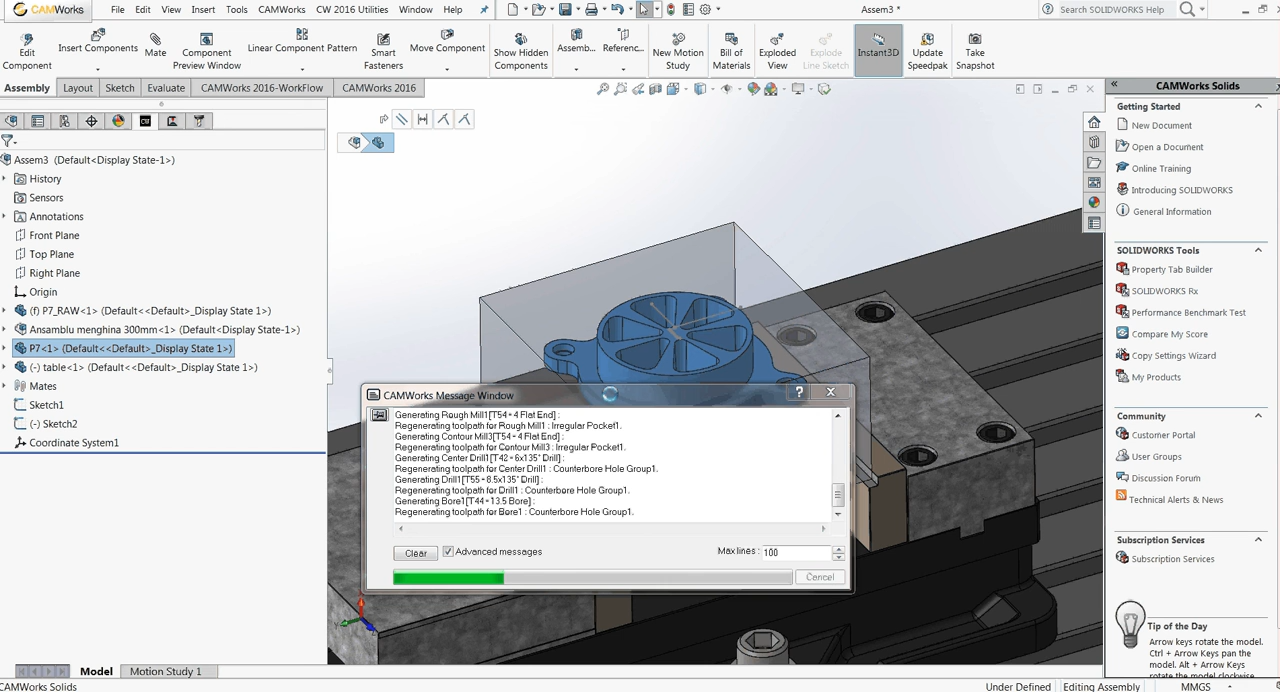 CAMWorks File Edit View Insert Tools CAMWorks CW 2016 Utilities Window Help Assem3 * Search SOLIDWORKS Help
Edit Component
Insert Components
Mate
Component Preview Window
Linear Component Pattern
Smart Fasteners
Move Component
Show Hidden Components
Assemb...
Referenc...
New Motion Study
Bill of Materials
Exploded View
Explode Line Sketch
Instant3D
Update Speedpak
Take Snapshot
Assembly Layout Sketch Evaluate CAMWorks 2016-WorkFlow CAMWorks 2016
Assem3 (Default<Display State-1>)
History
Sensors
Annotations
Front Plane
Top Plane
Right Plane
Origin
(f) P7_RAW<1> (Default<<Default>_Display State 1>)
Ansamblu menghina 300mm<1> (Default<Display State-1>)
P7<1> (Default<<Default>_Display State 1>)
(-) table<1> (Default<<Default>_Display State 1>)
Mates
Sketch1
(-) Sketch2
Coordinate System1
CAMWorks Message Window
Generating Rough Mill1[T54 - 4 Flat End] :
Regenerating toolpath for Rough Mill1 : Irregular Pocket1.
Generating Contour Mill3[T54 - 4 Flat End] :
Regenerating toolpath for Contour Mill3 : Irregular Pocket1.
Generating Center Drill1[T42 - 6x135° Drill] :
Regenerating toolpath for Center Drill1 : Counterbore Hole Group1.
Generating Drill1[T55 - 8.5x135° Drill] :
Regenerating toolpath for Drill1 : Counterbore Hole Group1.
Generating Bore1[T44 - 13.5 Bore] :
Regenerating toolpath for Bore1 : Counterbore Hole Group1.
Clear Advanced messages Max lines : 100
Cancel
CAMWorks Solids
Getting Started
New Document
Open a Document
Online Training
Introducing SOLIDWORKS
General Information
SOLIDWORKS Tools
Property Tab Builder
SOLIDWORKS Rx
Performance Benchmark Test
Compare My Score
Copy Settings Wizard
My Products
Community
Customer Portal
User Groups
Discussion Forum
Technical Alerts & News
Subscription Services
Subscription Services
Tip of the Day
Arrow keys rotate the model.
Ctrl + Arrow Keys pan the
model. Alt + Arrow Keys
rotate the model clockwise
Model Motion Study 1
CAMWorks Solids Under Defined Editing Assembly MMGS